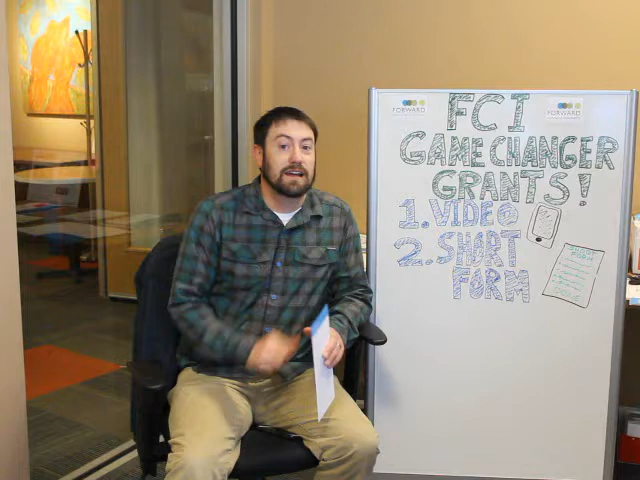 FORWARD
FORWARD
FCI
GAME CHANGER
GRANTS!
1. VIDEO
2. SHORT
FORM